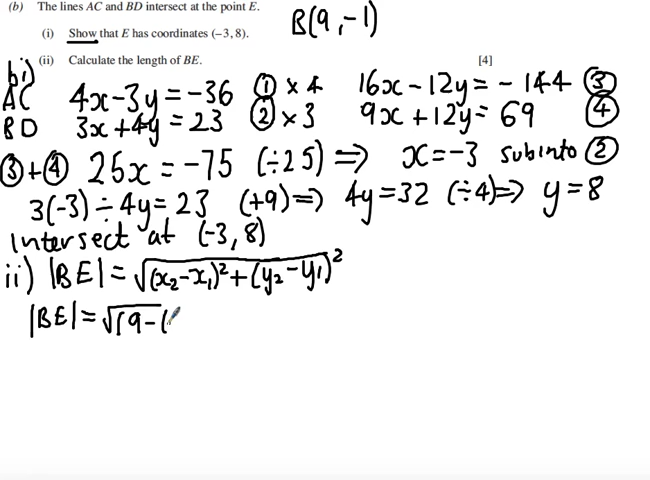 (b) The lines AC and BD intersect at the point E.
B(9,-1)
(i) Show that E has coordinates (-3, 8).
(ii) Calculate the length of BE. [4]
bi)
AC 4x-3y=-36 ① × 4 16x-12y=-144 ③
BD 3x+4y=23 ② × 3 9x+12y=69 ④
③+④ 25x=-75 (÷25) ⇒ x=-3 sub into ②
3(-3)÷4y=23 (+9)⇒ 4y=32 (÷4)⇒ y=8
Intersect at (-3,8)
ii) |BE|=√(x₂-x₁)²+(y₂-y₁)²
|BE|=√(9-(